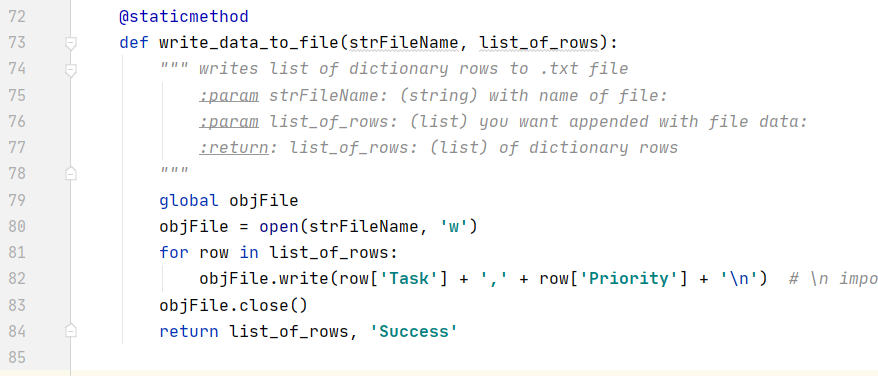 72 @staticmethod
73 def write_data_to_file(strFileName, list_of_rows):
74 """ writes list of dictionary rows to .txt file
75 :param strFileName: (string) with name of file:
76 :param list_of_rows: (list) you want appended with file data:
77 :return: list_of_rows: (list) of dictionary rows
78 """
79 global objFile
80 objFile = open(strFileName, 'w')
81 for row in list_of_rows:
82 objFile.write(row['Task'] + ',' + row['Priority'] + '\n') # \n impo
83 objFile.close()
84 return list_of_rows, 'Success'
85